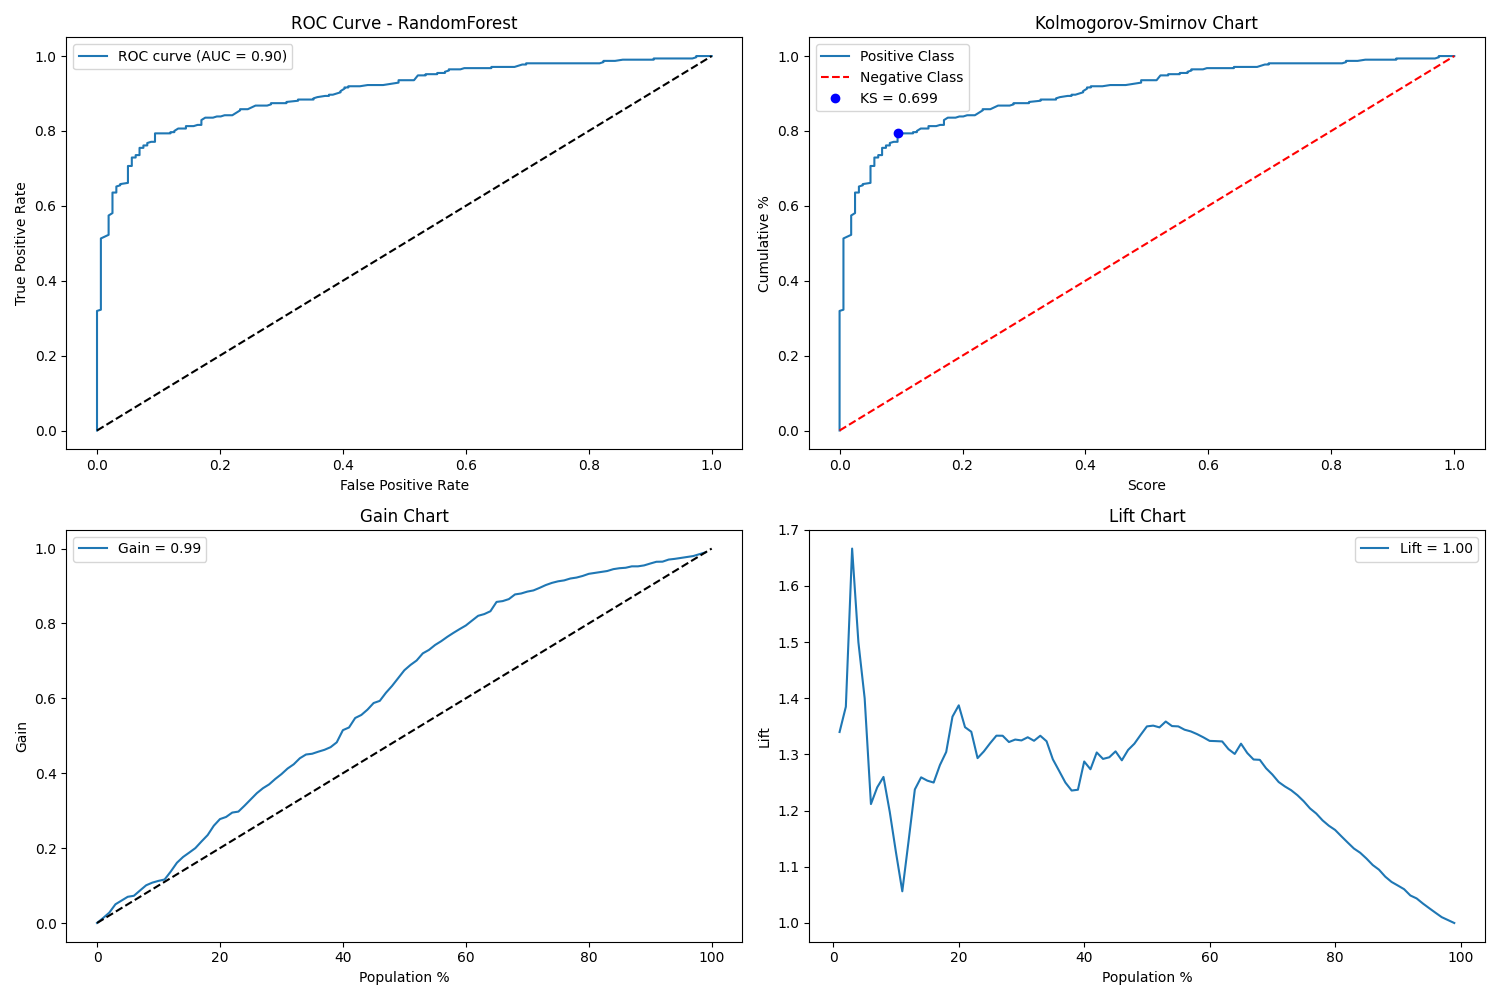 ROC Curve - RandomForest
ROC curve (AUC = 0.90)
1.0
0.8
0.6
0.4
0.2
0.0
True Positive Rate
0.0 0.2 0.4 0.6 0.8 1.0
False Positive Rate
Kolmogorov-Smirnov Chart
Positive Class
Negative Class
KS = 0.699
1.0
0.8
0.6
0.4
0.2
0.0
Cumulative %
0.0 0.2 0.4 0.6 0.8 1.0
Score
Gain Chart
Gain = 0.99
1.0
0.8
0.6
0.4
0.2
0.0
Gain
0 20 40 60 80 100
Population %
Lift Chart
Lift = 1.00
1.7
1.6
1.5
1.4
1.3
1.2
1.1
1.0
Lift
0 20 40 60 80 100
Population %